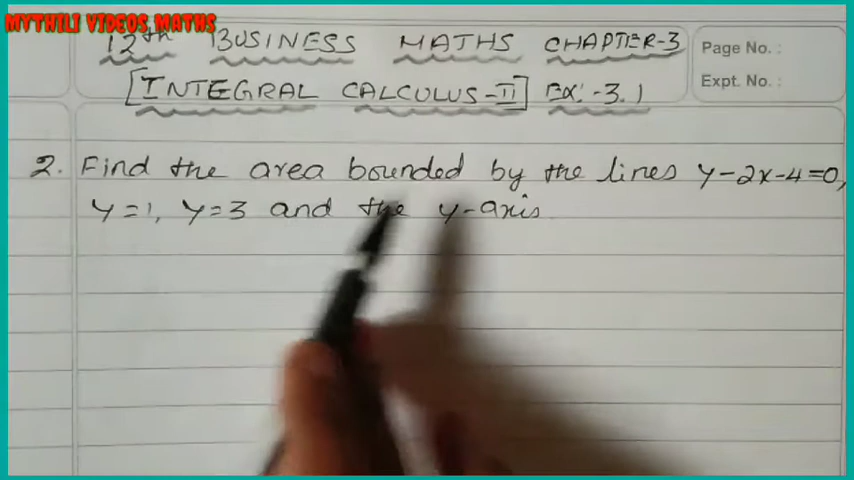 MYTHILI VIDEOS MATHS
12th BUSINESS MATHS CHAPTER-3
Page No. :
[INTEGRAL CALCULUS-II] EX:-3.1
Expt. No. :
2. Find the area bounded by the lines y-2x-4=0,
y=1, y=3 and the y-axis